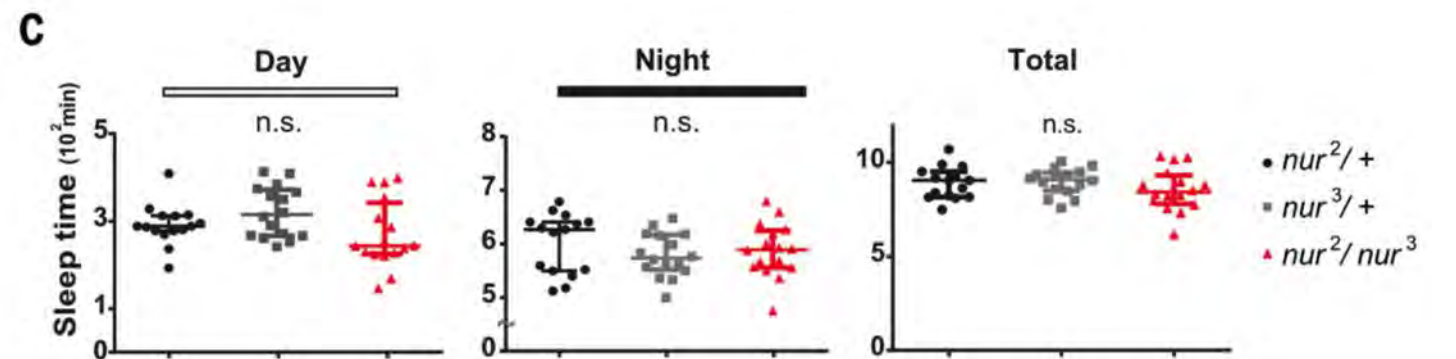 C
Day
Night
Total
n.s.
n.s.
n.s.
Sleep time (10²min)
5
3
1
0
8
7
6
5
0
10
5
0
nur²/ +
nur³/ +
nur²/ nur³